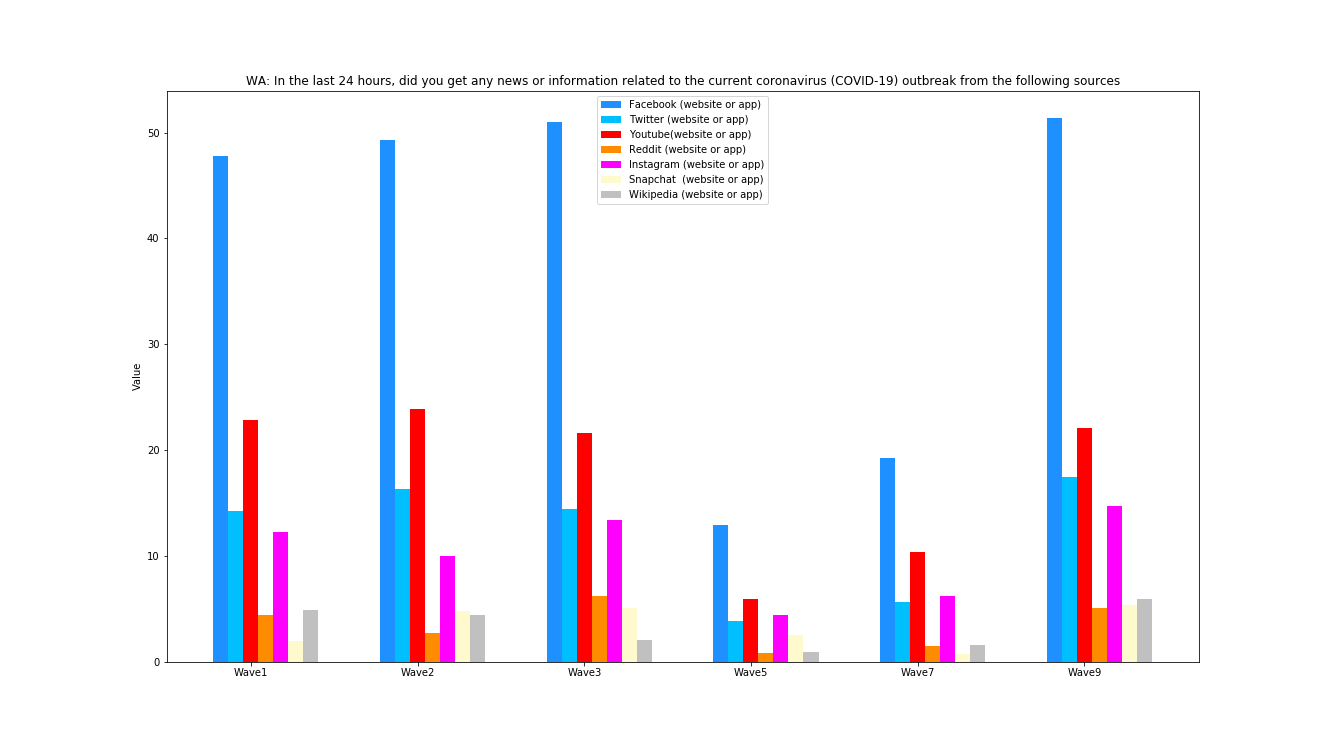 WA: In the last 24 hours, did you get any news or information related to the current coronavirus (COVID-19) outbreak from the following sources
Facebook (website or app)
Twitter (website or app)
Youtube(website or app)
Reddit (website or app)
Instagram (website or app)
Snapchat  (website or app)
Wikipedia (website or app)
50
40
30
20
10
0
Value
Wave1 Wave2 Wave3 Wave5 Wave7 Wave9